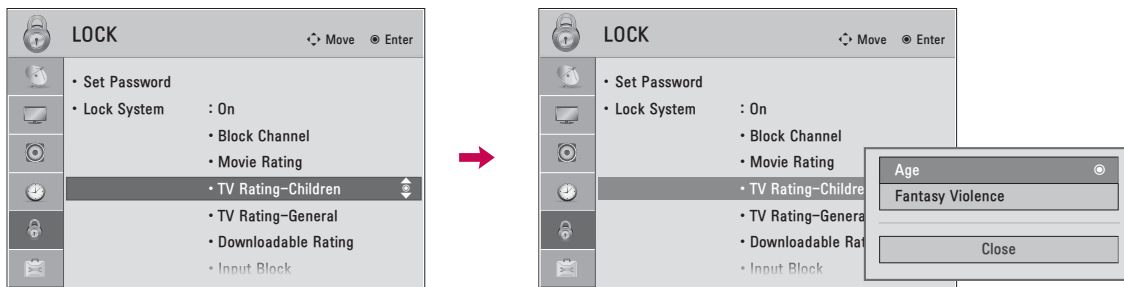 LOCK
Move Enter
• Set Password
• Lock System : On
• Block Channel
• Movie Rating
• TV Rating-Children
• TV Rating-General
• Downloadable Rating
• Input Block
LOCK
Move Enter
• Set Password
• Lock System : On
• Block Channel
• Movie Rating
• TV Rating-Childre
• TV Rating-Genera
• Downloadable Rat
• Input Block
Age
Fantasy Violence
Close